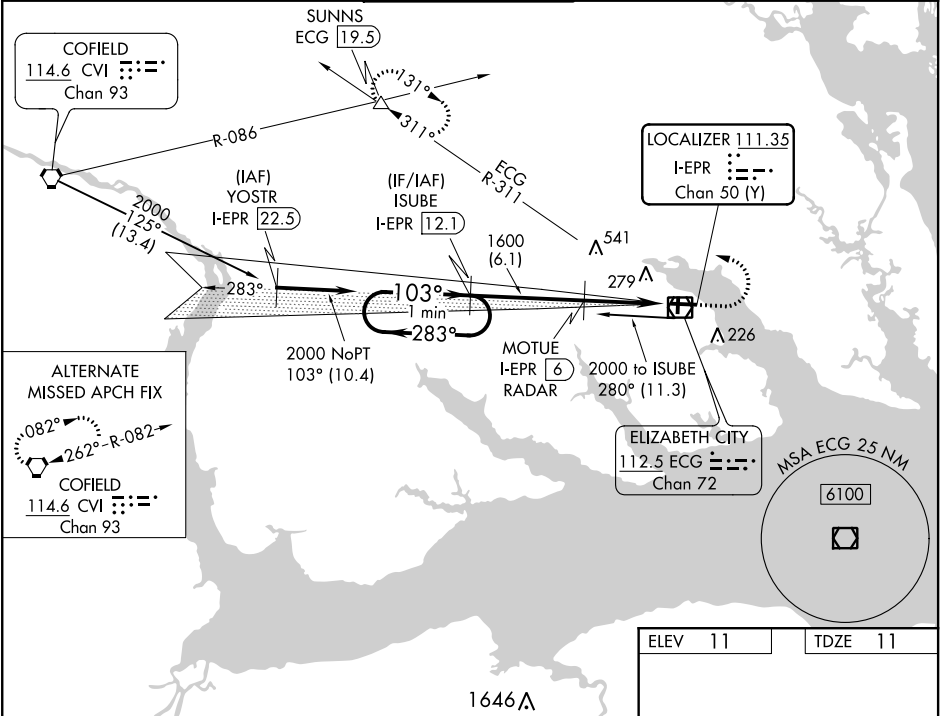 SUNNS
ECG 19.5
COFIELD
114.6 CVI
Chan 93
131°
311°
R-086
ECG
R-311
LOCALIZER 111.35
I-EPR
Chan 50 (Y)
(IAF)
YOSTR
I-EPR 22.5
(IF/IAF)
ISUBE
I-EPR 12.1
2000
125°
(13.4)
1600
(6.1)
541
279
283°
103°
1 min
283°
226
2000 NoPT
103° (10.4)
MOTUE
I-EPR 6
RADAR
2000 to ISUBE
280° (11.3)
ALTERNATE
MISSED APCH FIX
082°
262°
R-082
COFIELD
114.6 CVI
Chan 93
ELIZABETH CITY
112.5 ECG
Chan 72
MSA ECG 25 NM
6100
ELEV 11
TDZE 11
1646